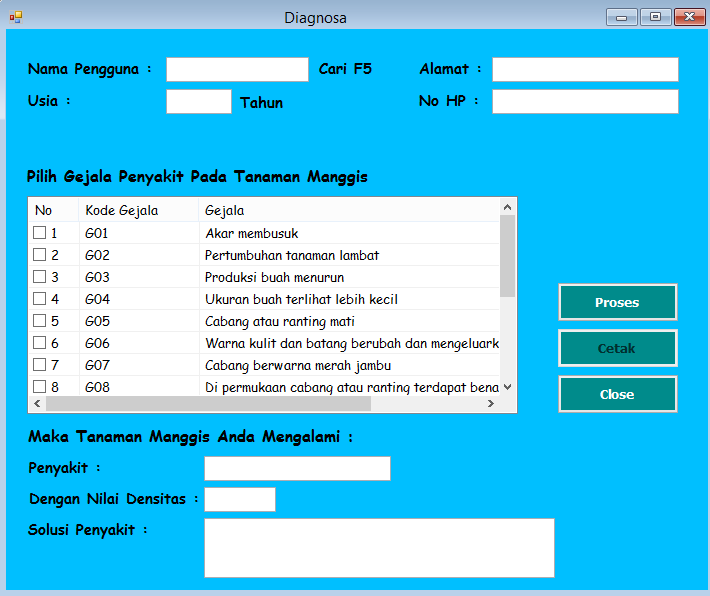 Diagnosa
Nama Pengguna : Cari F5 Alamat :
Usia : Tahun No HP :
Pilih Gejala Penyakit Pada Tanaman Manggis
No Kode Gejala Gejala
1 G01 Akar membusuk
2 G02 Pertumbuhan tanaman lambat
3 G03 Produksi buah menurun
4 G04 Ukuran buah terlihat lebih kecil
5 G05 Cabang atau ranting mati
6 G06 Warna kulit dan batang berubah dan mengeluark
7 G07 Cabang berwarna merah jambu
8 G08 Di permukaan cabang atau ranting terdapat bena
Proses
Cetak
Close
Maka Tanaman Manggis Anda Mengalami :
Penyakit :
Dengan Nilai Densitas :
Solusi Penyakit :